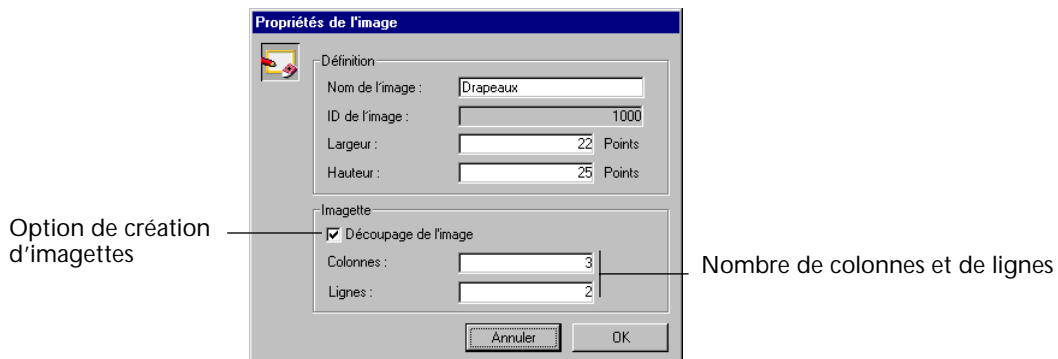 Propriétés de l'image
Définition
Nom de l'image : Drapeaux
ID de l'image : 1000
Largeur : 22 Points
Hauteur : 25 Points
Imagette
Option de création
d'imagettes
Découpage de l'image
Colonnes : 3
Nombre de colonnes et de lignes
Lignes : 2
Annuler OK